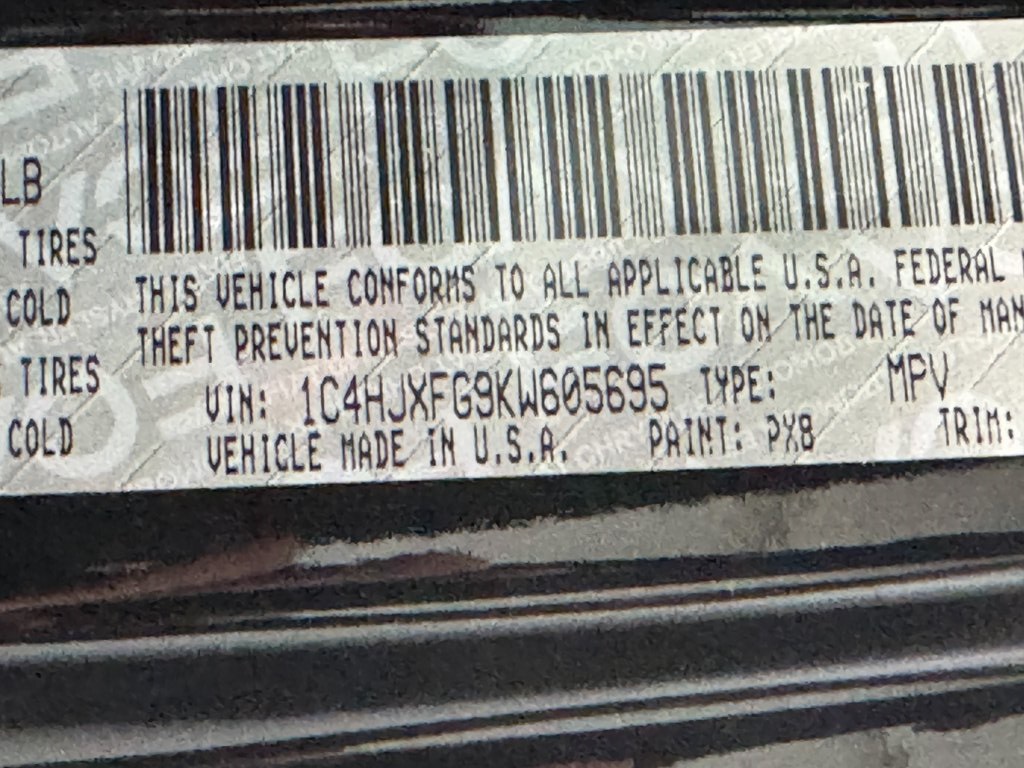 LB
TIRES
COLD
TIRES
COLD
THIS VEHICLE CONFORMS TO ALL APPLICABLE U.S.A. FEDERAL
THEFT PREVENTION STANDARDS IN EFFECT ON THE DATE OF MAN
VIN: 1C4HJXFG9KW605695 TYPE: MPV
VEHICLE MADE IN U.S.A. PAINT: PX8 TRIM: